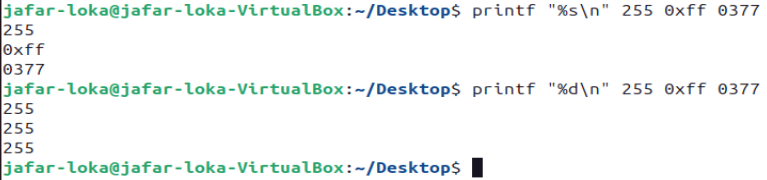 jafar-loka@jafar-loka-VirtualBox:~/Desktop$ printf "%s\n" 255 0xff 0377
255
0xff
0377
jafar-loka@jafar-loka-VirtualBox:~/Desktop$ printf "%d\n" 255 0xff 0377
255
255
255
jafar-loka@jafar-loka-VirtualBox:~/Desktop$